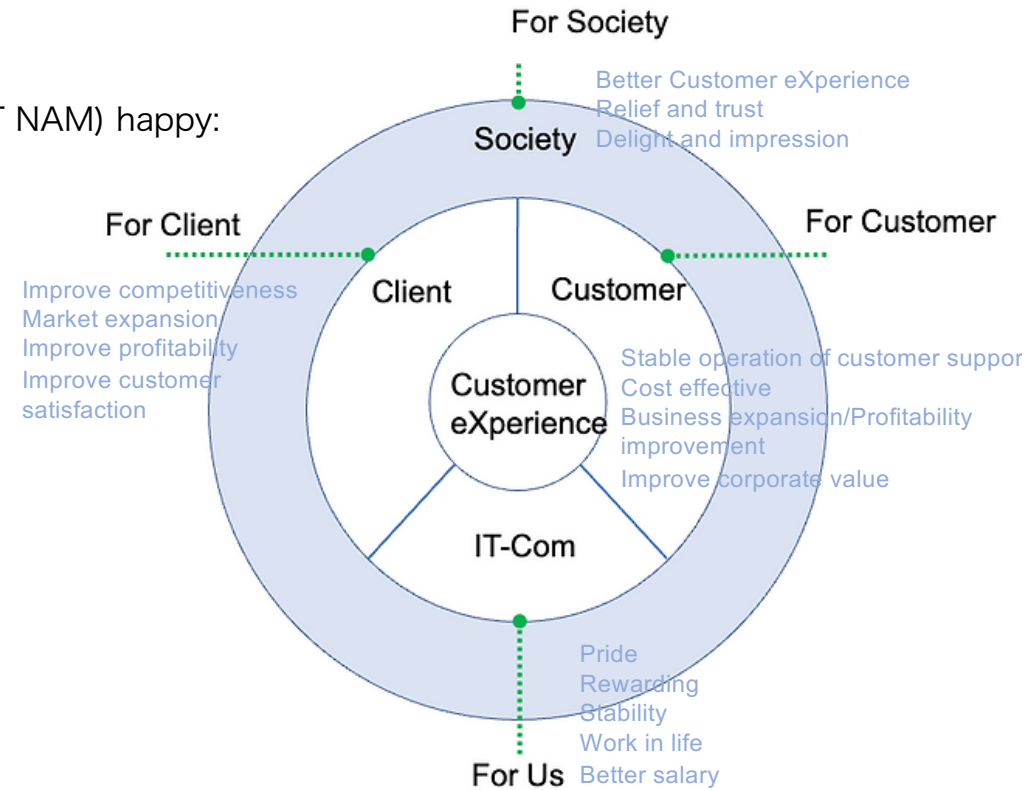 For Society
Better Customer eXperience
Relief and trust
Delight and impression
NAM) happy:
Society
For Client
For Customer
Improve competitiveness
Market expansion
Improve profitability
Improve customer
satisfaction
Client
Customer
Customer
eXperience
Stable operation of customer suppor
Cost effective
Business expansion/Profitability
improvement
Improve corporate value
IT-Com
Pride
Rewarding
Stability
Work in life
Better salary
For Us